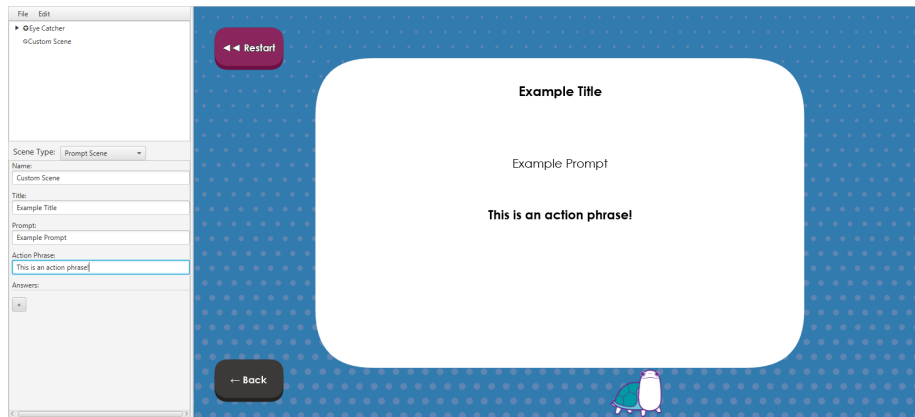 File Edit
Eye Catcher
Custom Scene
Scene Type: Prompt Scene
Name:
Custom Scene
Title:
Example Title
Prompt:
Example Prompt
Action Phrase:
This is an action phrase!
Answers:
+
◄◄ Restart
Example Title
Example Prompt
This is an action phrase!
← Back